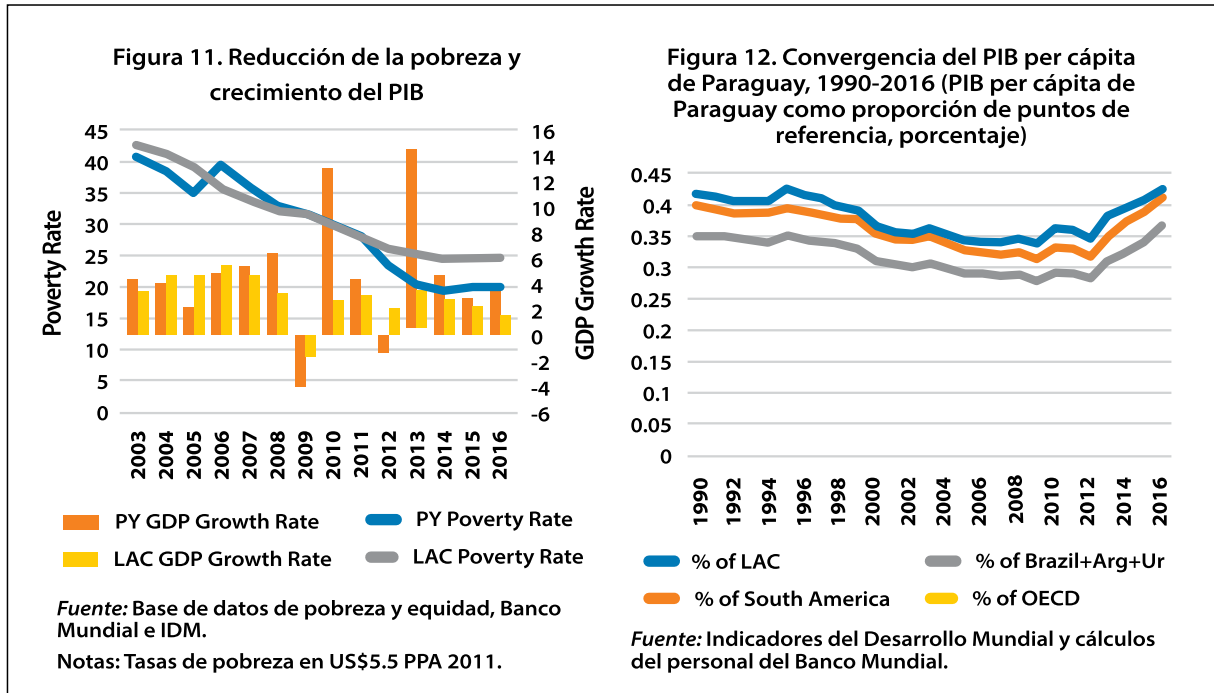 Figura 11. Reducción de la pobreza y
crecimiento del PIB
45
40
35
30
25
20
15
10
45
0
Poverty Rate
16
14
12
10
8
6
4
2
0
-2
-4
-6
GDP Growth Rate
2003
2004
2005
2006
2007
2008
2009
2010
2011
2012
2013
2014
2015
2016
PY GDP Growth Rate
PY Poverty Rate
LAC GDP Growth Rate
LAC Poverty Rate
Fuente: Base de datos de pobreza y equidad, Banco
Mundial e IDM.
Notas: Tasas de pobreza en US$5.5 PPA 2011.
Figura 12. Convergencia del PIB per cápita
de Paraguay, 1990-2016 (PIB per cápita de
Paraguay como proporción de puntos de
referencia, porcentaje)
0.45
0.4
0.35
0.3
0.25
0.2
0.15
0.1
0.05
0
1990
1992
1994
1996
1998
2000
2002
2004
2006
2008
2010
2012
2014
2016
% of LAC
% of Brazil+Arg+Ur
% of South America
% of OECD
Fuente: Indicadores del Desarrollo Mundial y cálculos
del personal del Banco Mundial.